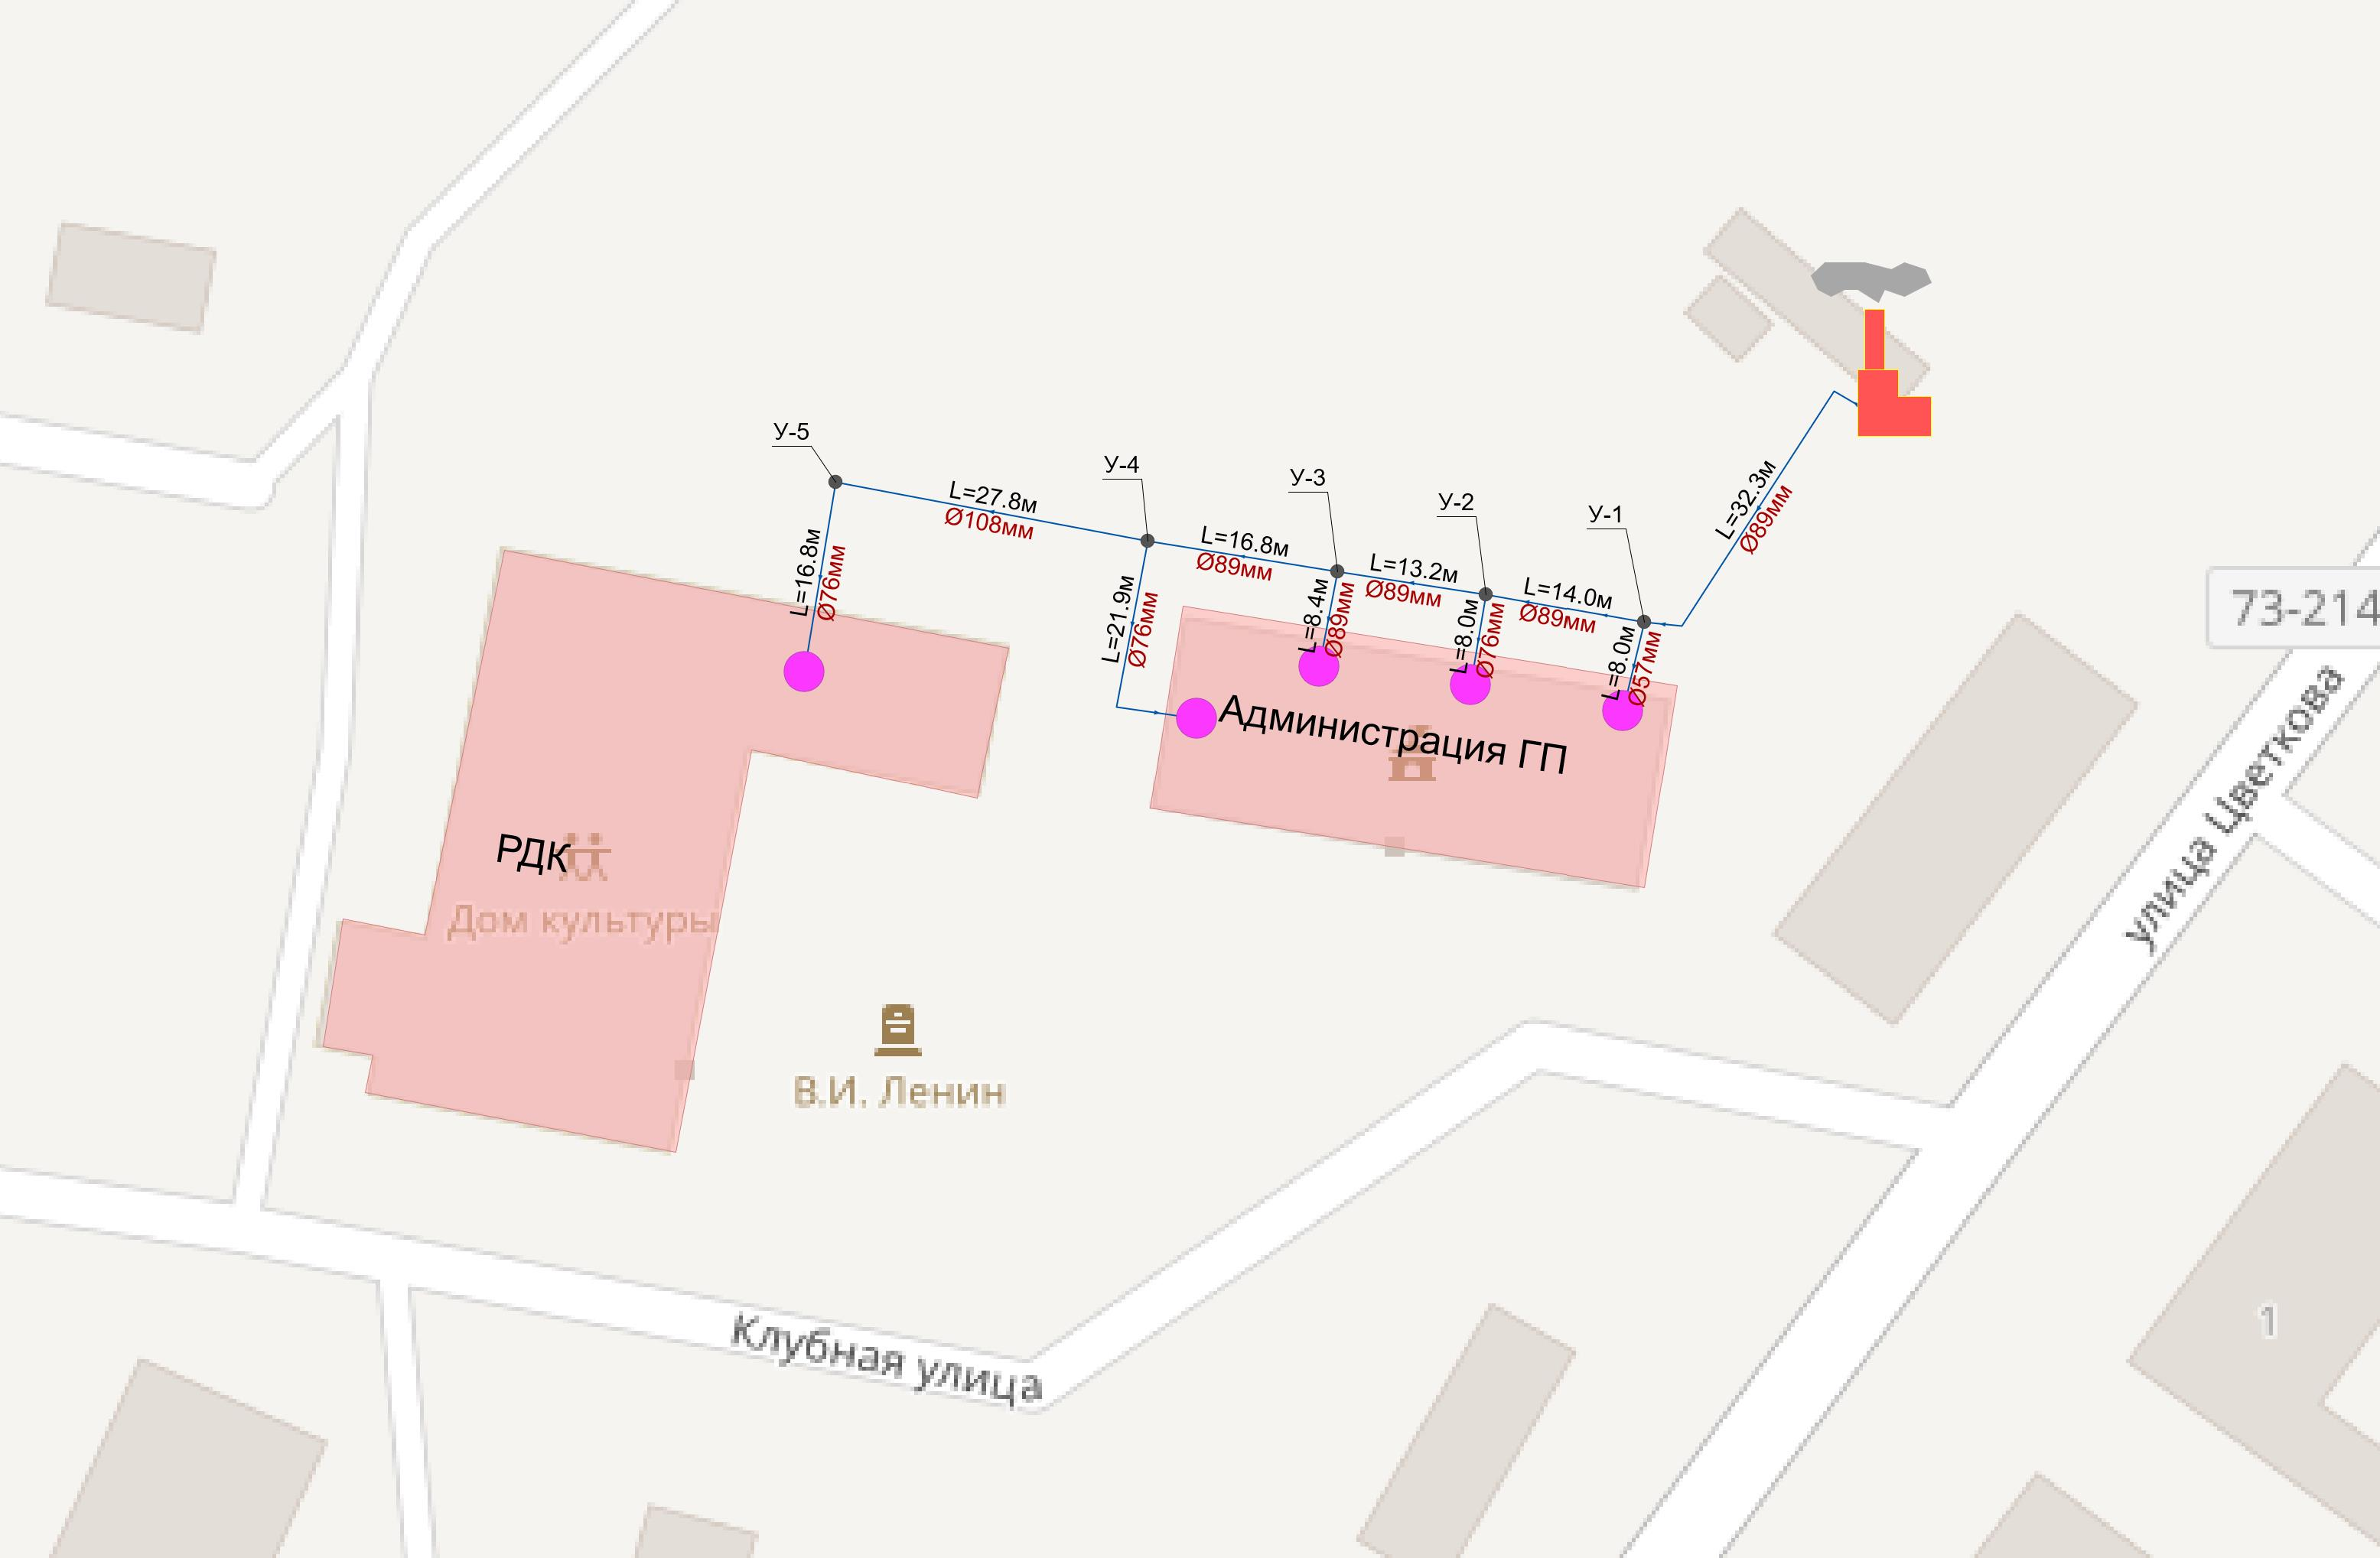 У-5
У-4
У-3
У-2
У-1
L=32.3м
Ø89мм
L=27.8м
Ø108мм
L=16.8м
Ø89мм
L=13.2м
Ø89мм
L=14.0м
Ø89мм
L=16.8м
Ø76мм
L=21.9м
Ø76мм
L=8.4м
Ø89мм
L=8.0м
Ø76мм
L=8.0м
Ø57мм
73-214
улица Цветкова
Администрация ГП
РДК
Дом культуры
В.И. Ленин
Клубная улица
1